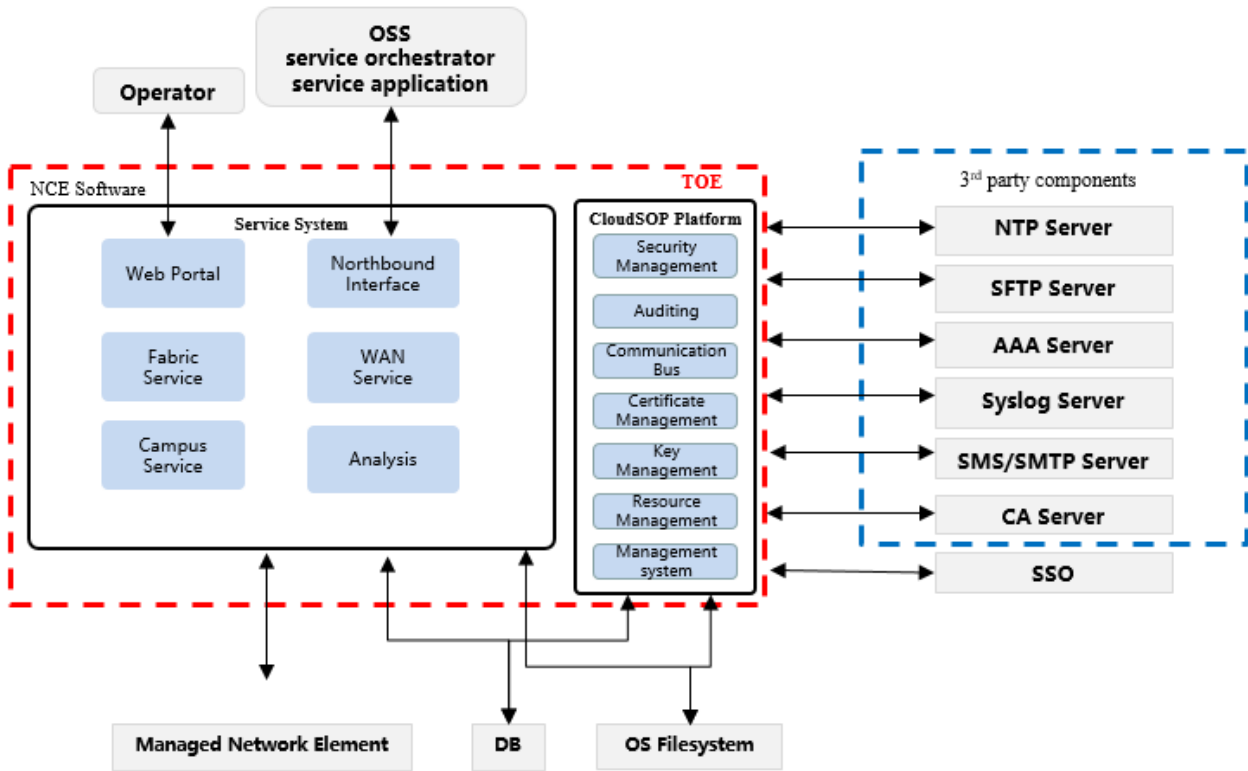 OSS
service orchestrator
service application
Operator
NCE Software
TOE
Service System
Web Portal
Northbound
Interface
Fabric
Service
WAN
Service
Campus
Service
Analysis
CloudSOP Platform
Security
Management
Auditing
Communication
Bus
Certificate
Management
Key
Management
Resource
Management
Management
system
3rd party components
NTP Server
SFTP Server
AAA Server
Syslog Server
SMS/SMTP Server
CA Server
SSO
Managed Network Element
DB
OS Filesystem